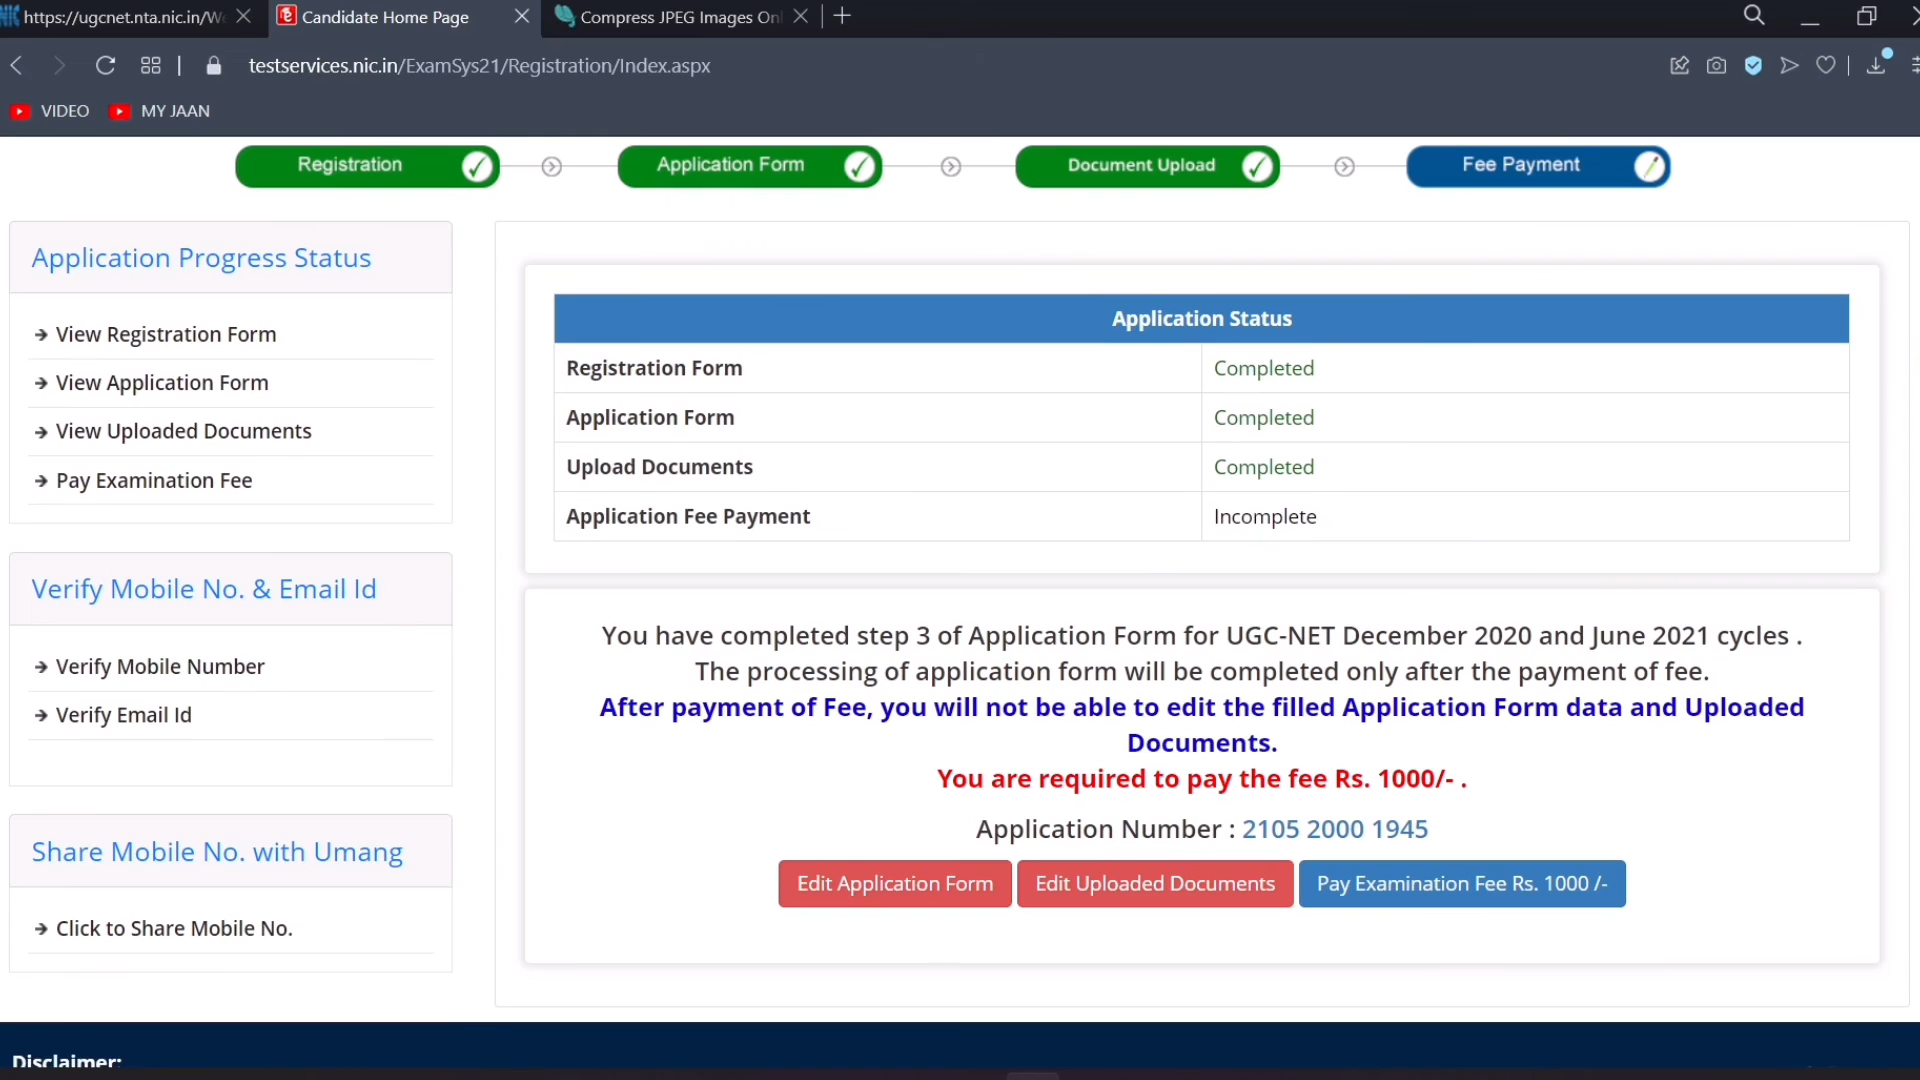 https://ugcnet.nta.nic.in/We
Candidate Home Page
Compress JPEG Images Onl
testservices.nic.in/ExamSys21/Registration/Index.aspx
VIDEO
MY JAAN
Registration
Application Form
Document Upload
Fee Payment
Application Progress Status
View Registration Form
View Application Form
View Uploaded Documents
Pay Examination Fee
Verify Mobile No. & Email Id
Verify Mobile Number
Verify Email Id
Share Mobile No. with Umang
Click to Share Mobile No.
Application Status
Registration Form Completed
Application Form Completed
Upload Documents Completed
Application Fee Payment Incomplete
You have completed step 3 of Application Form for UGC-NET December 2020 and June 2021 cycles .
The processing of application form will be completed only after the payment of fee.
After payment of Fee, you will not be able to edit the filled Application Form data and Uploaded
Documents.
You are required to pay the fee Rs. 1000/- .
Application Number : 2105 2000 1945
Edit Application Form
Edit Uploaded Documents
Pay Examination Fee Rs. 1000 /-
Disclaimer: